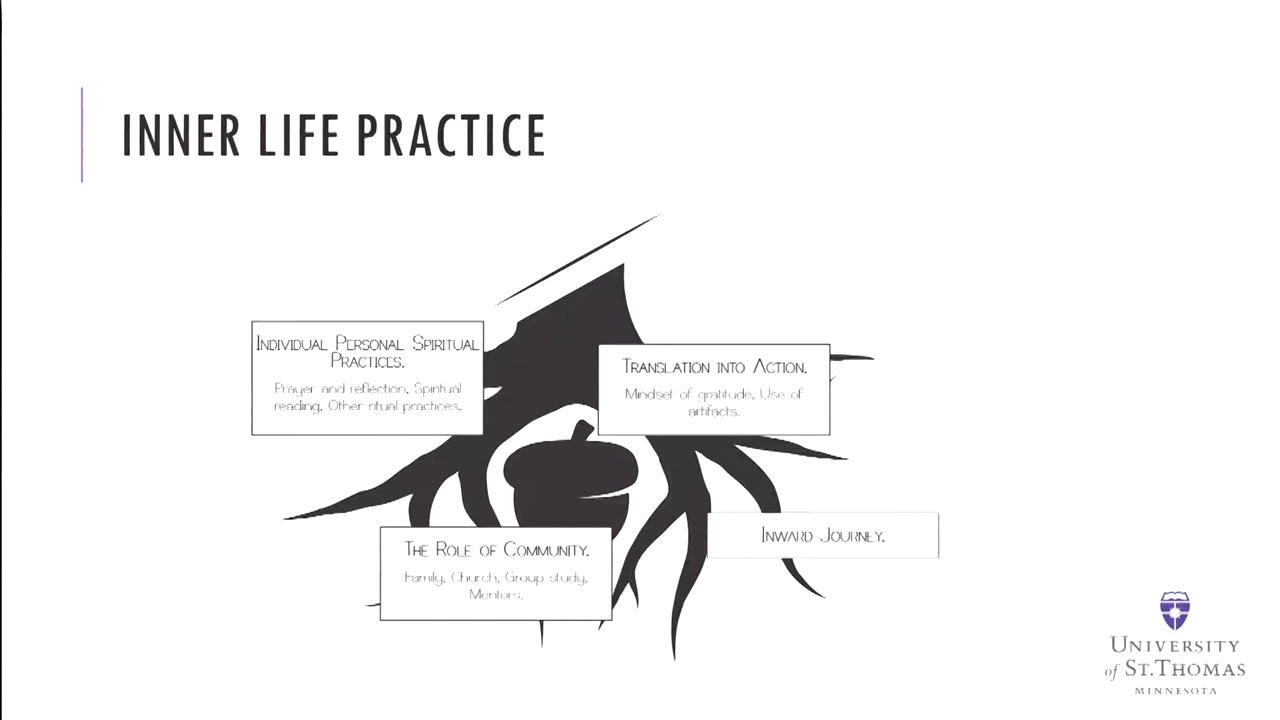 INNER LIFE PRACTICE
Individual Personal Spiritual
Practices.
Prayer and reflection, Spiritual
reading, Other ritual practices.
Translation into Action.
Mindset of gratitude, Use of
artifacts.
The Role of Community.
Family, Church, Group study,
Mentors.
Inward Journey.
University
of St. Thomas
MINNESOTA